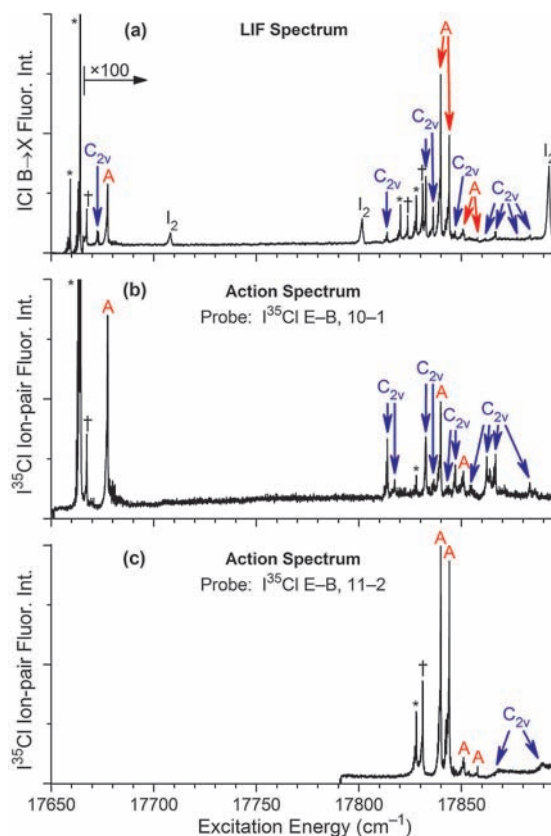 (a)
LIF Spectrum
ICl B→X Fluor. Int.
*
*
×100
†
C2v
A
I2
I2
C2v
*
†
*
†
C2v
A
C2v
A
C2v
I2
(b)
Action Spectrum
Probe: I³⁵Cl E–B, 10–1
I³⁵Cl Ion-pair Fluor. Int.
*
†
A
C2v
*
C2v
A
C2v
A
C2v
(c)
Action Spectrum
Probe: I³⁵Cl E–B, 11–2
I³⁵Cl Ion-pair Fluor. Int.
*
†
A
A
A
A
C2v
17650
17700
17750
17800
17850
Excitation Energy (cm⁻¹)